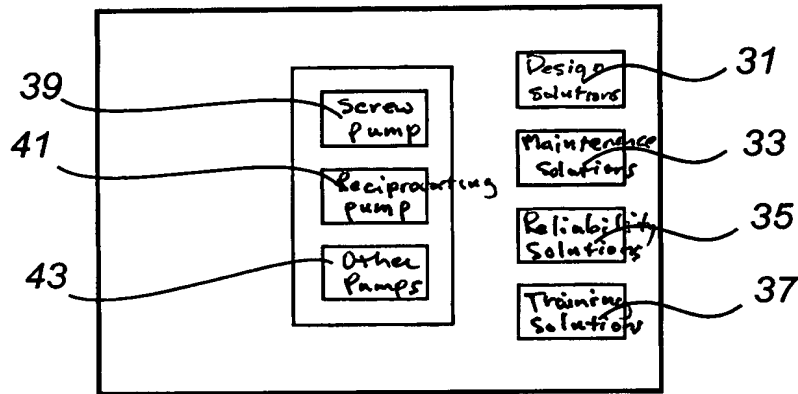 39
Screw
pump
41
Reciprocating
pump
43
Other
Pumps
Design
Solutions
31
Maintenence
Solutions
33
Reliability
Solutions
35
Training
Solutions
37